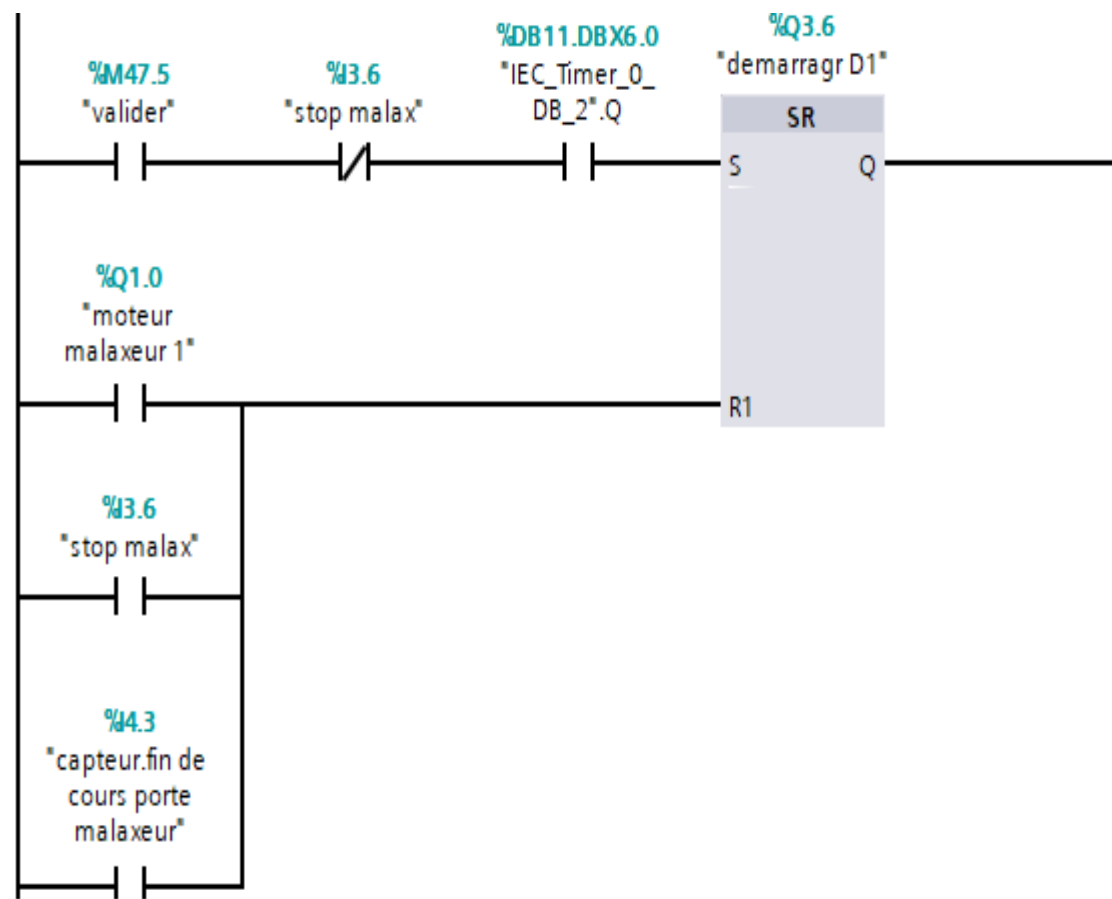 %M47.5
"valider"
%I3.6
"stop malax"
%DB11.DBX6.0
"IEC_Timer_0_
DB_2".Q
%Q3.6
"demarragr D1"
SR
S
Q
%Q1.0
"moteur
malaxeur 1"
R1
%I3.6
"stop malax"
%I4.3
"capteur.fin de
cours porte
malaxeur"